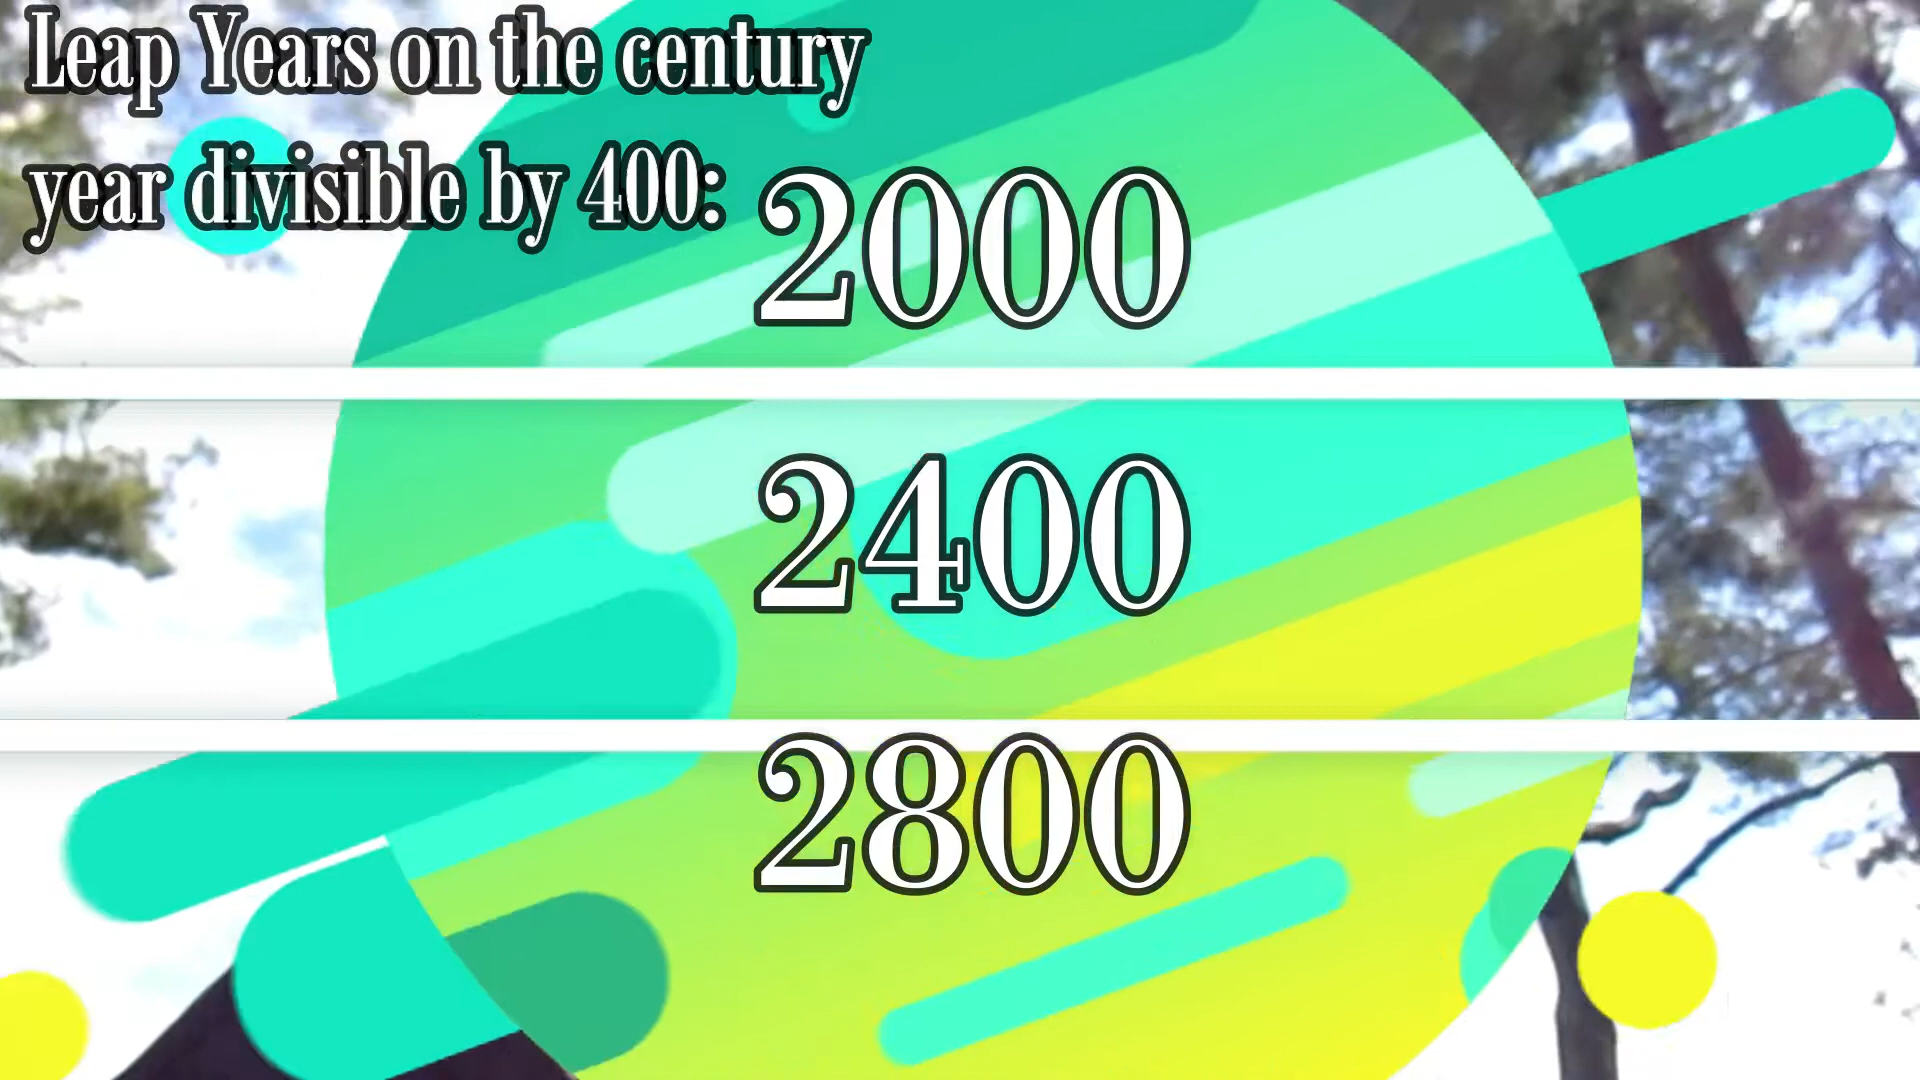 Leap Years on the century
year divisible by 400:
2000
2400
2800